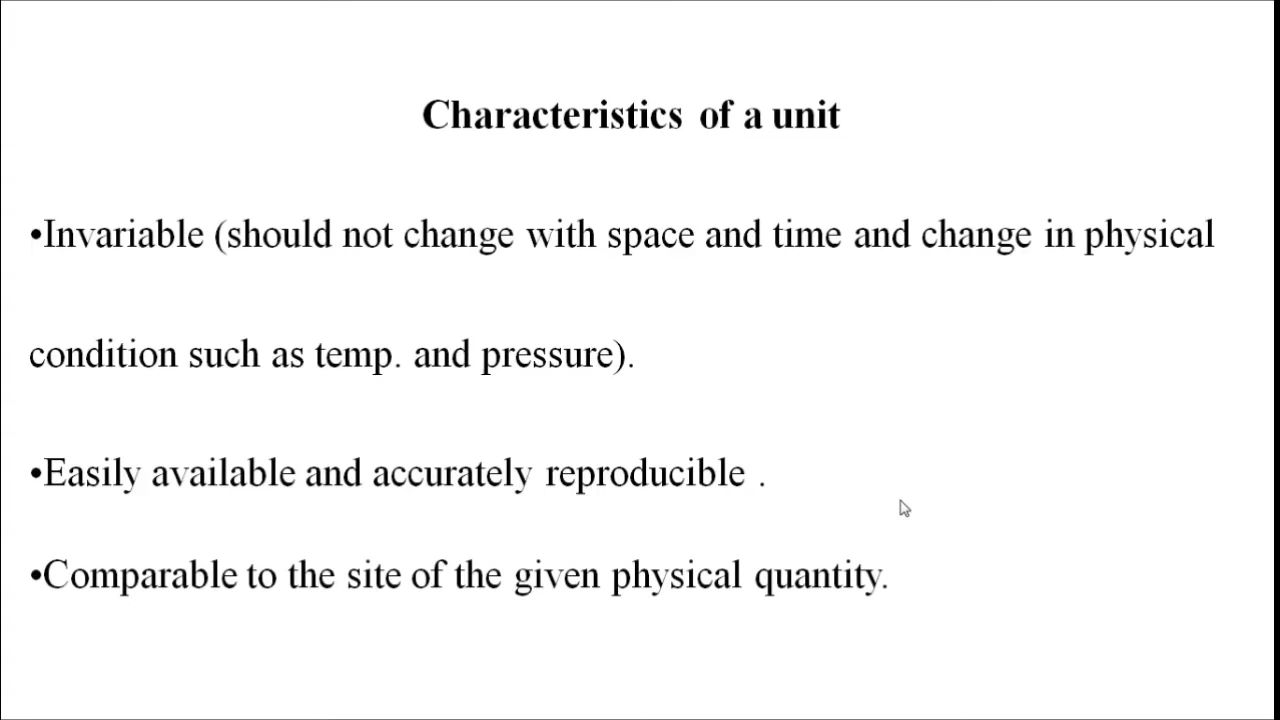 Characteristics of a unit
•Invariable (should not change with space and time and change in physical
condition such as temp. and pressure).
•Easily available and accurately reproducible .
•Comparable to the site of the given physical quantity.